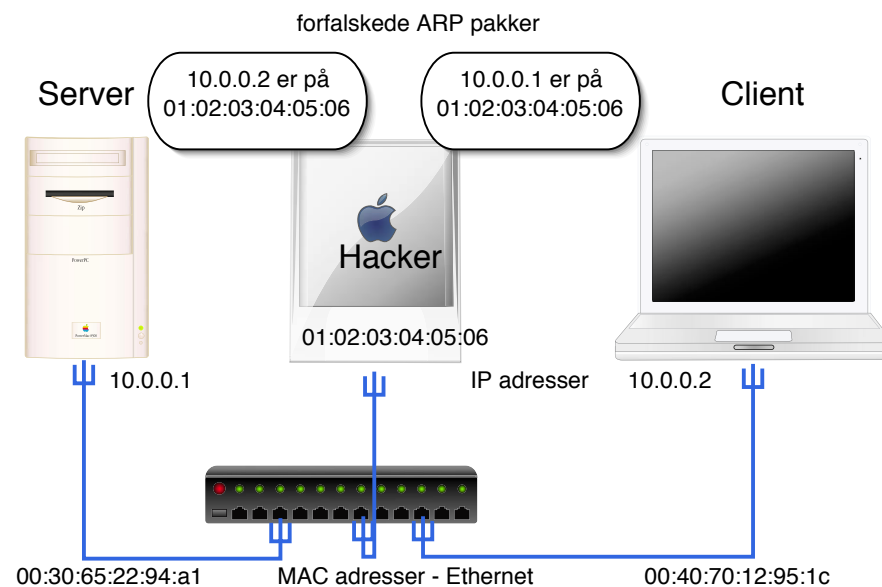 forfalskede ARP pakker
Server
10.0.0.2 er på
01:02:03:04:05:06
10.0.0.1 er på
01:02:03:04:05:06
Client
Zip
PowerPC
Hacker
01:02:03:04:05:06
10.0.0.1
IP adresser
10.0.0.2
00:30:65:22:94:a1
MAC adresser - Ethernet
00:40:70:12:95:1c